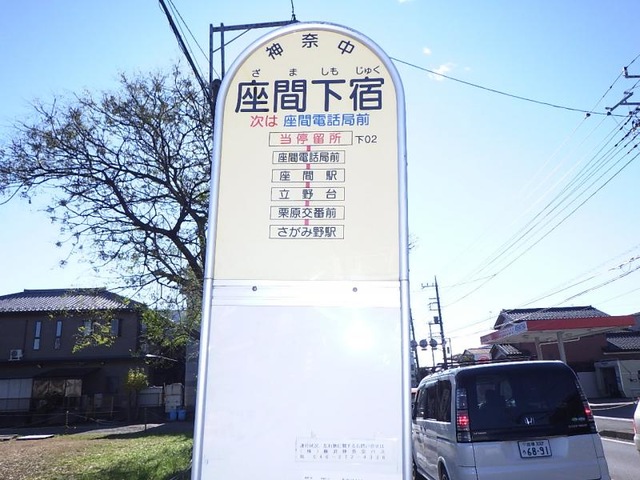 神奈中
ざ ま しも じゅく
座間下宿
次は 座間電話局前
当停留所 下02
座間電話局前
座間駅
立野台
栗原交番前
さがみ野駅
68-91